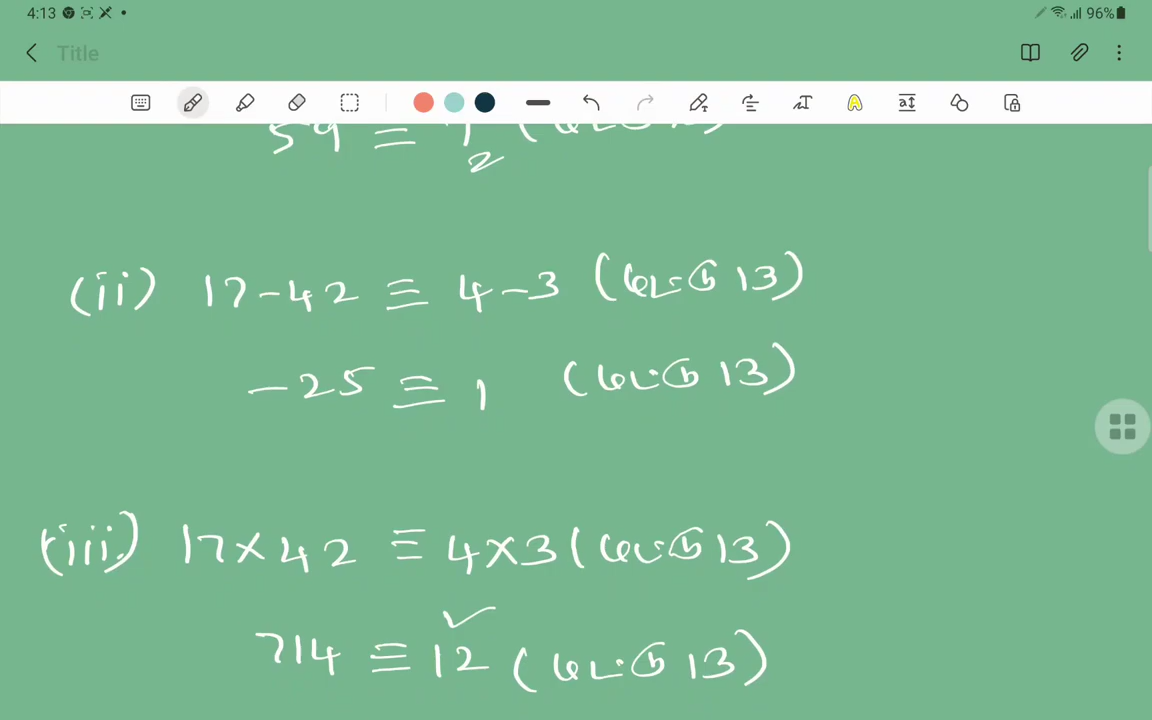 4:13 96%
Title
59 ≡
(ii) 17 - 42 ≡ 4 - 3 (மட்டு 13)
- 25 ≡ 1 (மட்டு 13)
(iii) 17 × 42 ≡ 4 × 3 (மட்டு 13)
714 ≡ 12 (மட்டு 13)